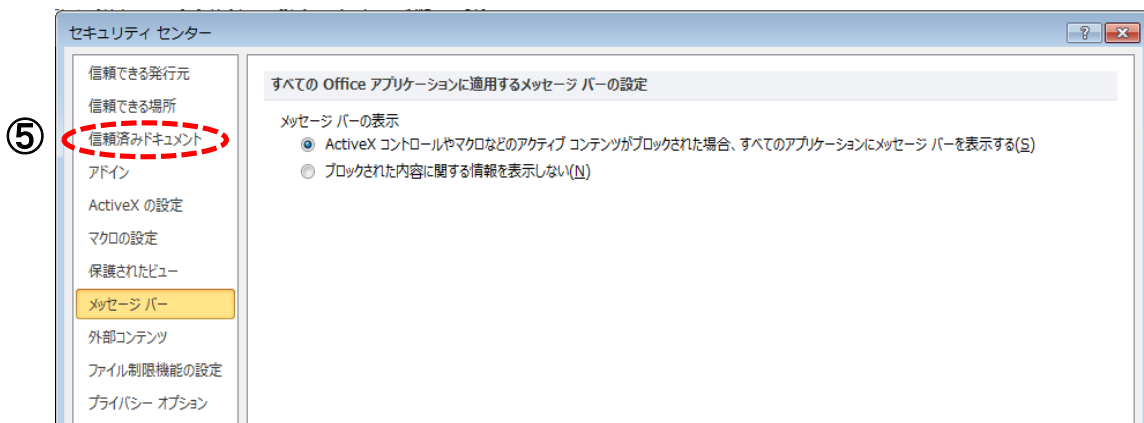 セキュリティ センター
信頼できる発行元
信頼できる場所
⑤
信頼済みドキュメント
アドイン
ActiveX の設定
マクロの設定
保護されたビュー
メッセージ バー
外部コンテンツ
ファイル制限機能の設定
プライバシー オプション
すべての Office アプリケーションに適用するメッセージ バーの設定
メッセージ バーの表示
ActiveX コントロールやマクロなどのアクティブ コンテンツがブロックされた場合、すべてのアプリケーションにメッセージ バーを表示する(S)
ブロックされた内容に関する情報を表示しない(N)